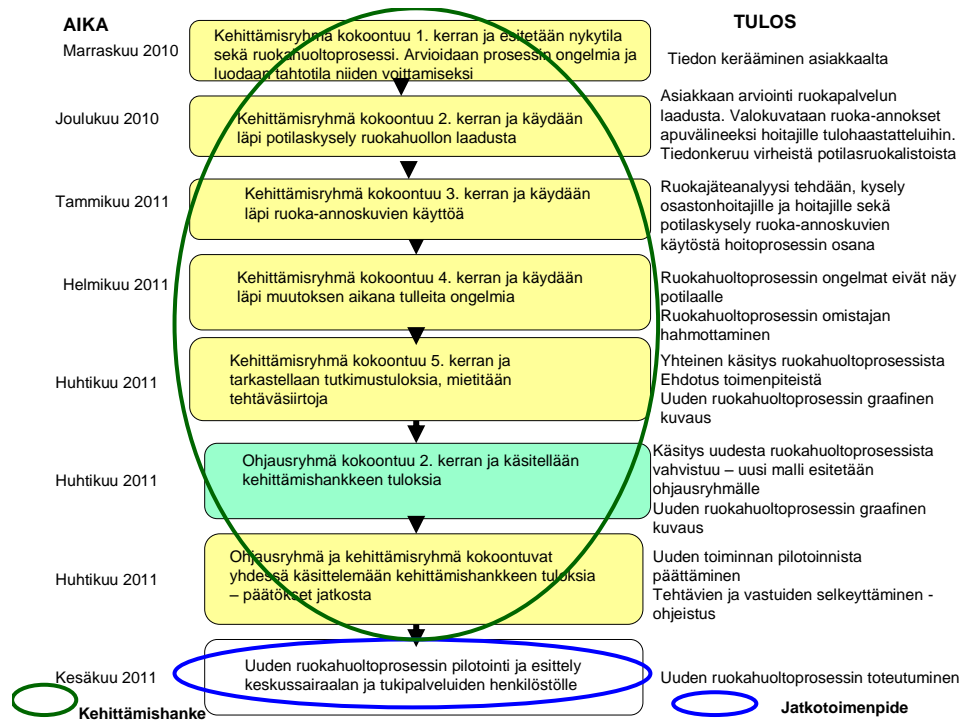 AIKA
TULOS
Marraskuu 2010
Kehittämisryhmä kokoontuu 1. kerran ja esitetään nykytila
sekä ruokahuoltoprosessi. Arvioidaan prosessin ongelmia ja
luodaan tahtotila niiden voittamiseksi
Tiedon kerääminen asiakkaalta
Joulukuu 2010
Kehittämisryhmä kokoontuu 2. kerran ja käydään
läpi potilaskysely ruokahuollon laadusta
Asiakkaan arviointi ruokapalvelun
laadusta. Valokuvataan ruoka-annokset
apuvälineeksi hoitajille tulohaastatteluihin.
Tiedonkeruu virheistä potilasruokalistoista
Tammikuu 2011
Kehittämisryhmä kokoontuu 3. kerran ja käydään
läpi ruoka-annoskuvien käyttöä
Ruokajäteanalyysi tehdään, kysely
osastonhoitajille ja hoitajille sekä
potilaskysely ruoka-annoskuvien
käytöstä hoitoprosessin osana
Helmikuu 2011
Kehittämisryhmä kokoontuu 4. kerran ja käydään
läpi muutoksen aikana tulleita ongelmia
Ruokahuoltoprosessin ongelmat eivät näy
potilaalle
Ruokahuoltoprosessin omistajan
hahmottaminen
Huhtikuu 2011
Kehittämisryhmä kokoontuu 5. kerran ja
tarkastellaan tutkimustuloksia, mietitään
tehtäväsiirtoja
Yhteinen käsitys ruokahuoltoprosessista
Ehdotus toimenpiteistä
Uuden ruokahuoltoprosessin graafinen
kuvaus
Huhtikuu 2011
Ohjausryhmä kokoontuu 2. kerran ja käsitellään
kehittämishankkeen tuloksia
Käsitys uudesta ruokahuoltoprosessista
vahvistuu – uusi malli esitetään
ohjausryhmälle
Uuden ruokahuoltoprosessin graafinen
kuvaus
Huhtikuu 2011
Ohjausryhmä ja kehittämisryhmä kokoontuvat
yhdessä käsittelemään kehittämishankkeen tuloksia
– päätökset jatkosta
Uuden toiminnan pilotoinnista
päättäminen
Tehtävien ja vastuiden selkeyttäminen -
ohjeistus
Kesäkuu 2011
Uuden ruokahuoltoprosessin pilotointi ja esittely
keskussairaalan ja tukipalveluiden henkilöstölle
Uuden ruokahuoltoprosessin toteutuminen
Kehittämishanke
Jatkotoimenpide